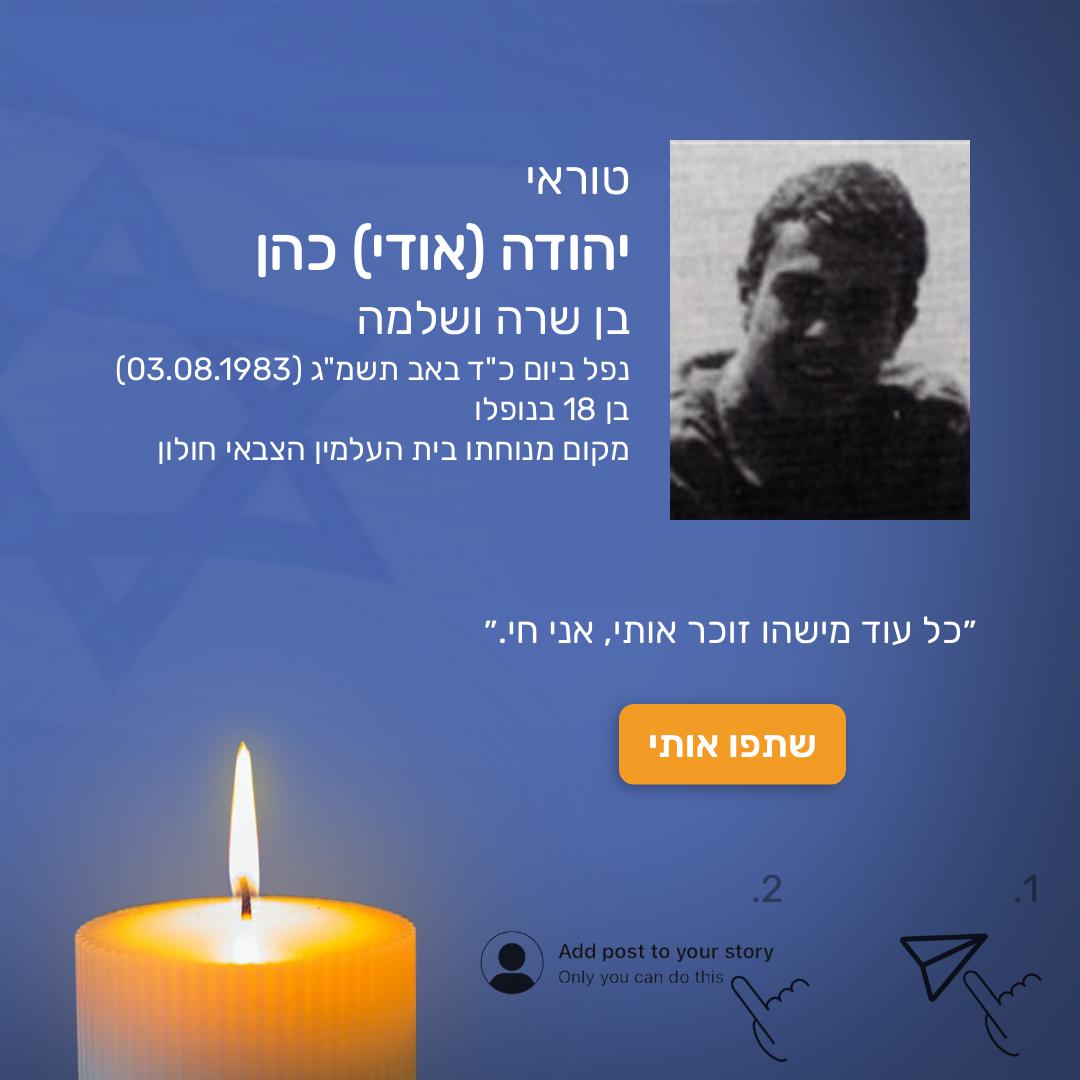 טוראי
יהודה (אודי) כהן
בן שרה ושלמה
נפל ביום כ"ד באב תשמ"ג (03.08.1983)
בן 18 בנופלו
מקום מנוחתו בית העלמין הצבאי חולון
״כל עוד מישהו זוכר אותי, אני חי.״
שתפו אותי
1.
2.
Add post to your story
Only you can do this